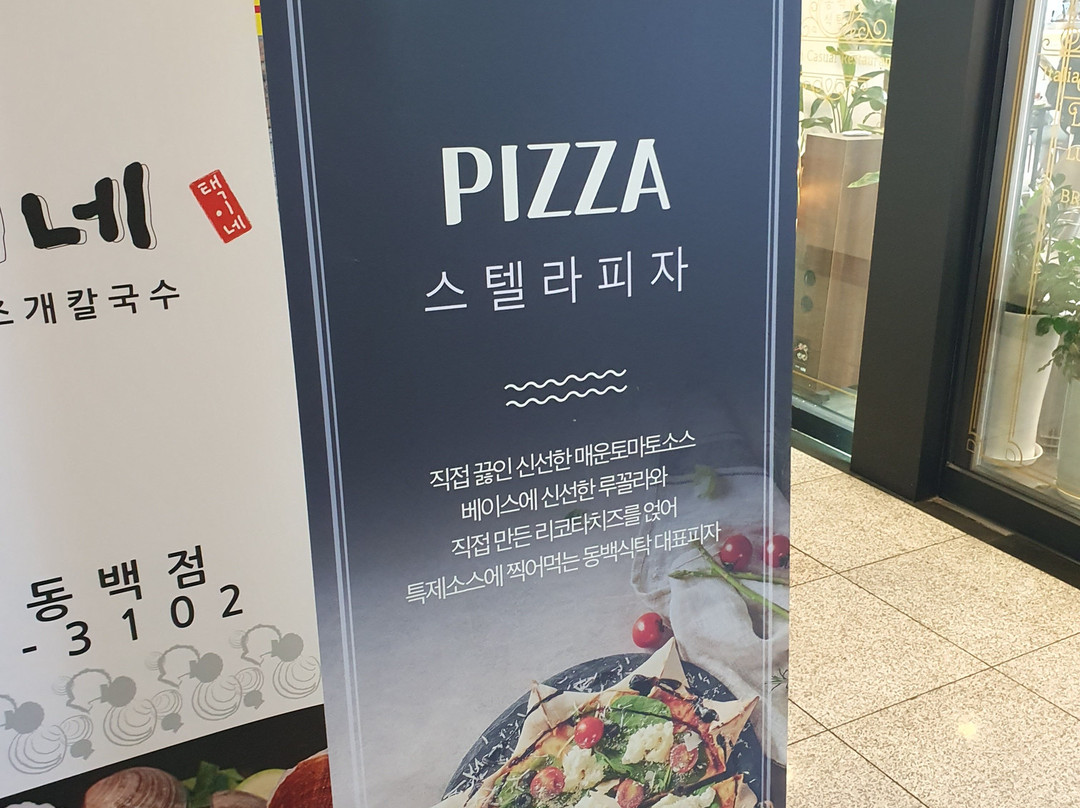 네
택이네
조개칼국수
동백점
-3102
PIZZA
스텔라피자
직접 끓인 신선한 매운토마토소스
베이스에 신선한 루꼴라와
직접 만든 리코타치즈를 얹어
특제소스에 찍어먹는 동백식탁 대표피자
Casual Restaurant